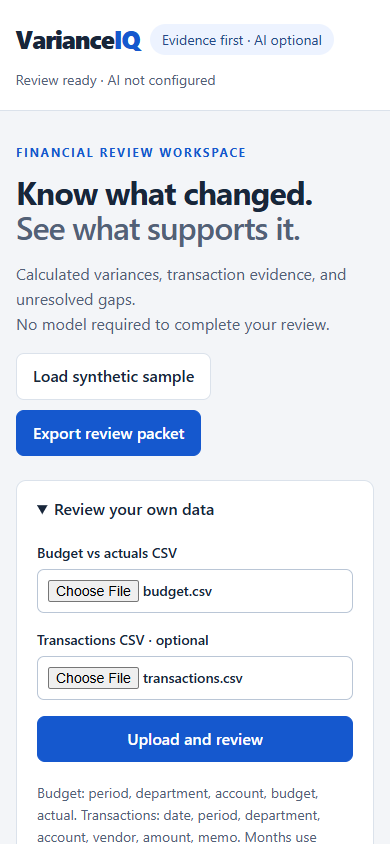 VarianceIQ Evidence first · AI optional
Review ready · AI not configured
FINANCIAL REVIEW WORKSPACE
Know what changed.
See what supports it.
Calculated variances, transaction evidence, and
unresolved gaps.
No model required to complete your review.
Load synthetic sample
Export review packet
▼ Review your own data
Budget vs actuals CSV
Choose File budget.csv
Transactions CSV · optional
Choose File transactions.csv
Upload and review
Budget: period, department, account, budget,
actual. Transactions: date, period, department,
account, vendor, amount, memo. Months use